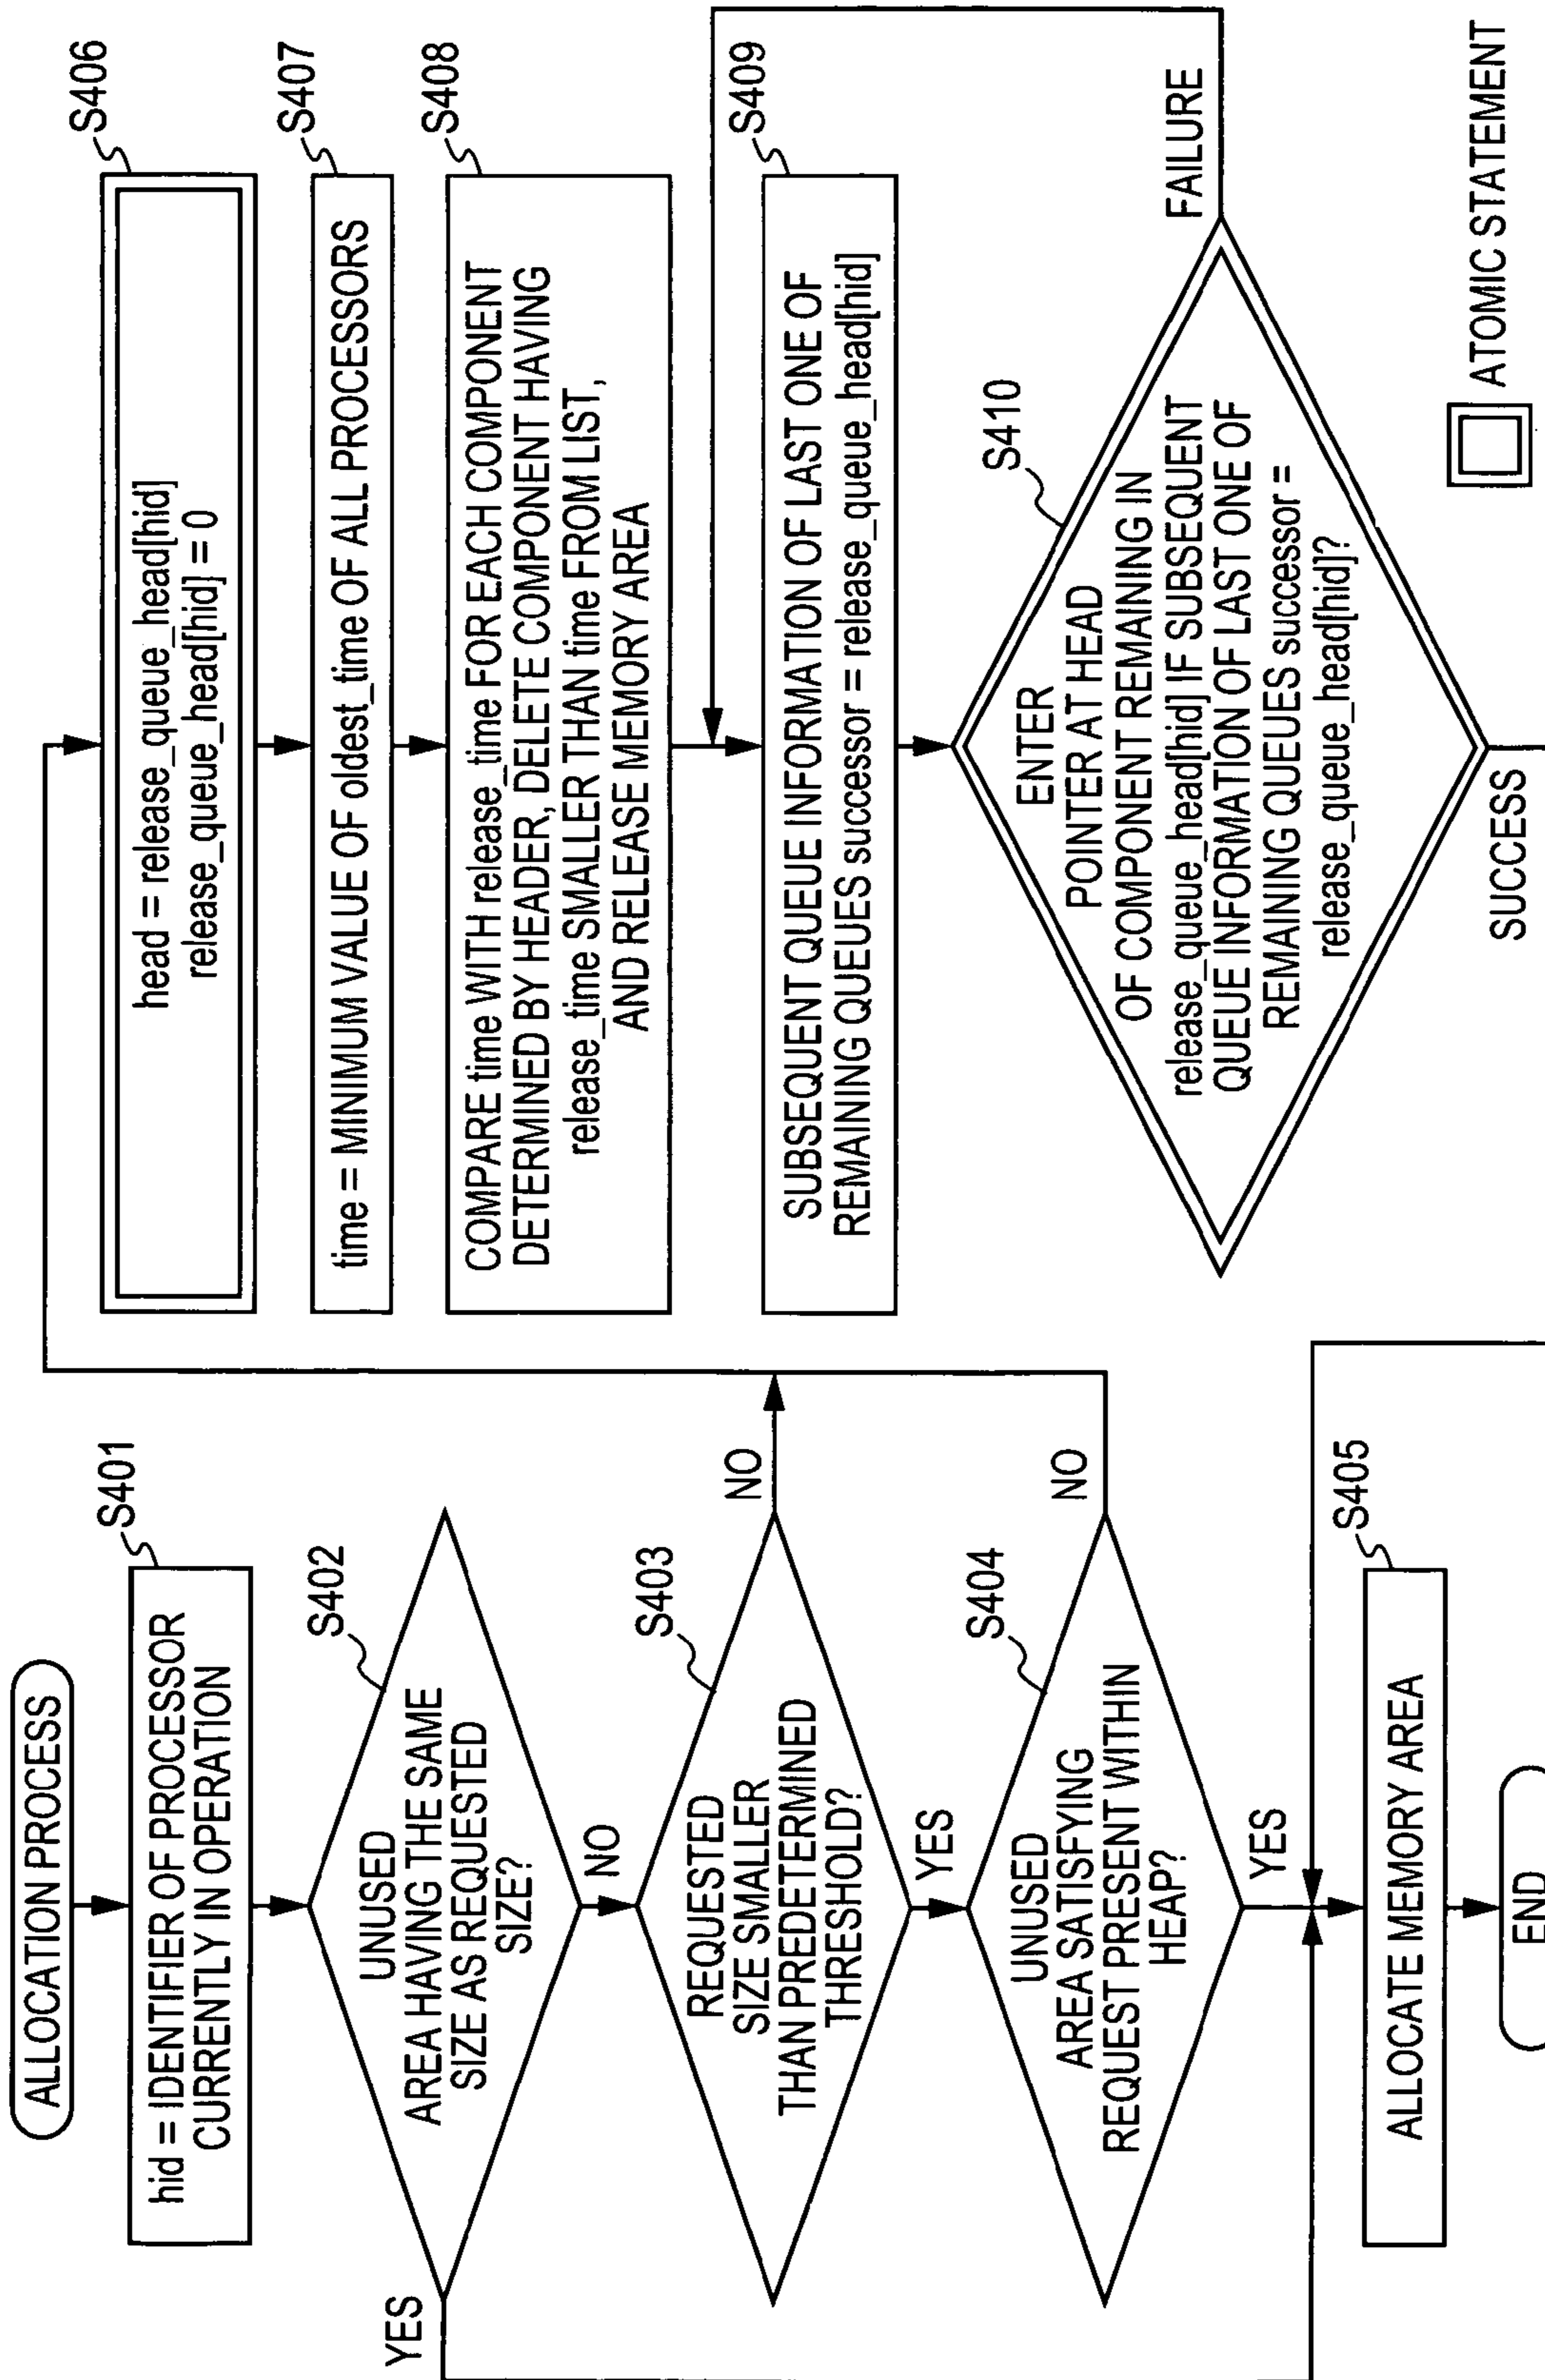 ALLOCATION PROCESS
S401
hid = IDENTIFIER OF PROCESSOR
CURRENTLY IN OPERATION
S402
UNUSED
AREA HAVING THE SAME
SIZE AS REQUESTED
SIZE?
YES
NO
S403
REQUESTED
SIZE SMALLER
THAN PREDETERMINED
THRESHOLD?
NO
YES
S404
UNUSED
AREA SATISFYING
REQUEST PRESENT WITHIN
HEAP?
NO
YES
S405
ALLOCATE MEMORY AREA
END
S406
head = release_queue_head[hid]
release_queue_head[hid] = 0
S407
time = MINIMUM VALUE OF oldest_time OF ALL PROCESSORS
S408
COMPARE time WITH release_time FOR EACH COMPONENT
DETERMINED BY HEADER, DELETE COMPONENT HAVING
release_time SMALLER THAN time FROM LIST,
AND RELEASE MEMORY AREA
S409
SUBSEQUENT QUEUE INFORMATION OF LAST ONE OF
REMAINING QUEUES successor = release_queue_head[hid]
S410
ENTER
POINTER AT HEAD
OF COMPONENT REMAINING IN
release_queue_head[hid] IF SUBSEQUENT
QUEUE INFORMATION OF LAST ONE OF
REMAINING QUEUES successor =
release_queue_head[hid]?
FAILURE
SUCCESS
ATOMIC STATEMENT